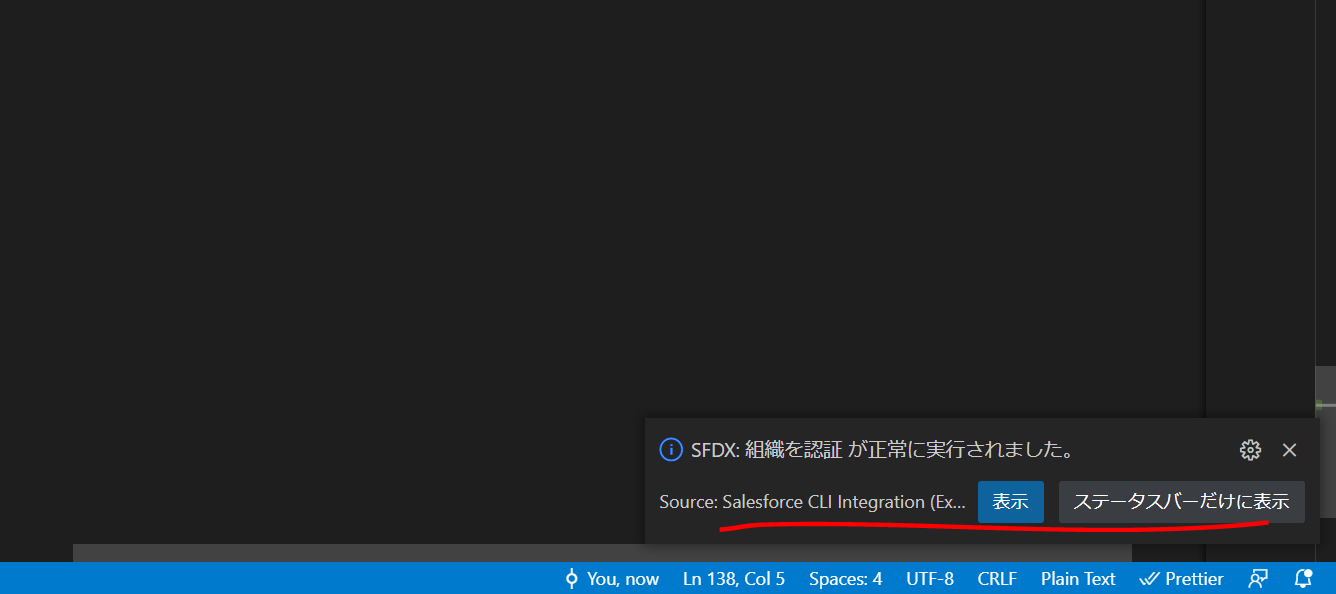 SFDX: 組織を認証 が正常に実行されました。
Source: Salesforce CLI Integration (Ex... 表示 ステータスバーだけに表示
You, now Ln 138, Col 5 Spaces: 4 UTF-8 CRLF Plain Text Prettier